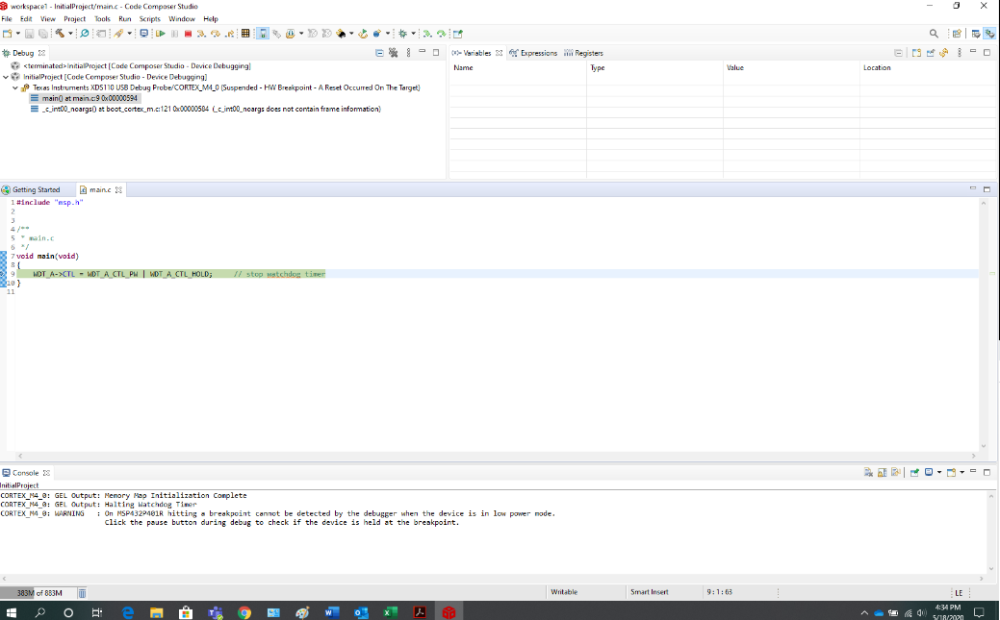 workspace1 - InitialProject/main.c - Code Composer Studio
File Edit View Project Tools Run Scripts Window Help
Debug
<terminated>InitialProject [Code Composer Studio - Device Debugging]
InitialProject [Code Composer Studio - Device Debugging]
Texas Instruments XDS110 USB Debug Probe/CORTEX_M4_0 (Suspended - HW Breakpoint - A Reset Occurred On The Target)
main() at main.c:9 0x00000594
_c_int00_noargs() at boot_cortex_m.c:121 0x00000584 (_c_int00_noargs does not contain frame information)
(x)= Variables Expressions Registers
Name Type Value Location
Getting Started main.c
1 #include "msp.h"
2
3
4 /**
5 * main.c
6 */
7 void main(void)
8 {
9 WDT_A->CTL = WDT_A_CTL_PW | WDT_A_CTL_HOLD; // stop watchdog timer
10 }
11
Console
InitialProject
CORTEX_M4_0: GEL Output: Memory Map Initialization Complete
CORTEX_M4_0: GEL Output: Halting Watchdog Timer
CORTEX_M4_0: WARNING : On MSP432P401R hitting a breakpoint cannot be detected by the debugger when the device is in low power mode.
Click the pause button during debug to check if the device is held at the breakpoint.
383M of 883M Writable Smart Insert 9:1:63 LE
4:34 PM
5/18/2020